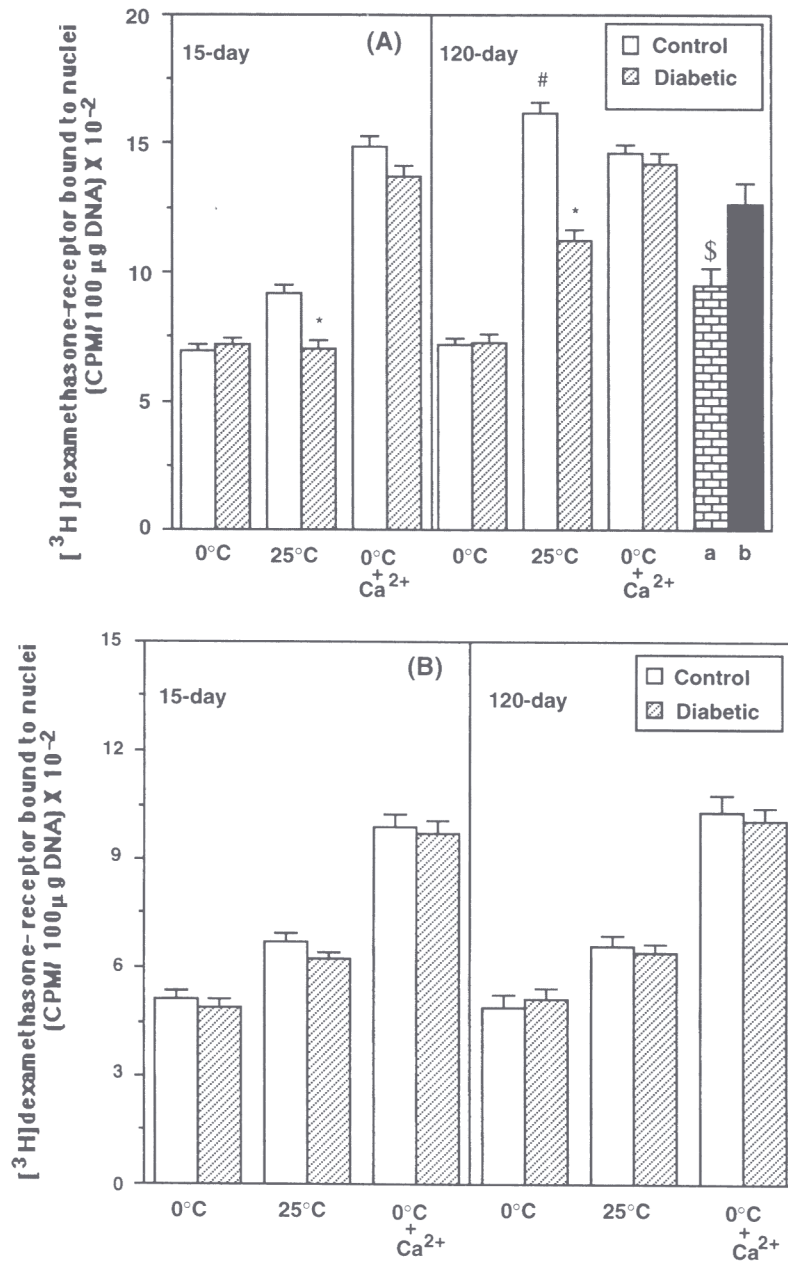 [³H]dexamethasone-receptor bound to nuclei
(CPM/100 µg DNA) X 10⁻²
20
15
10
5
0
15-day
(A)
120-day
Control
Diabetic
#
*
*
$
0°C
25°C
0°C
+
Ca²⁺
0°C
25°C
0°C
+
Ca²⁺
a
b
[³H]dexamethasone-receptor bound to nuclei
(CPM/ 100µg DNA) X 10⁻²
15
12
9
6
3
0
15-day
(B)
120-day
Control
Diabetic
0°C
25°C
0°C
+
Ca²⁺
0°C
25°C
0°C
+
Ca²⁺